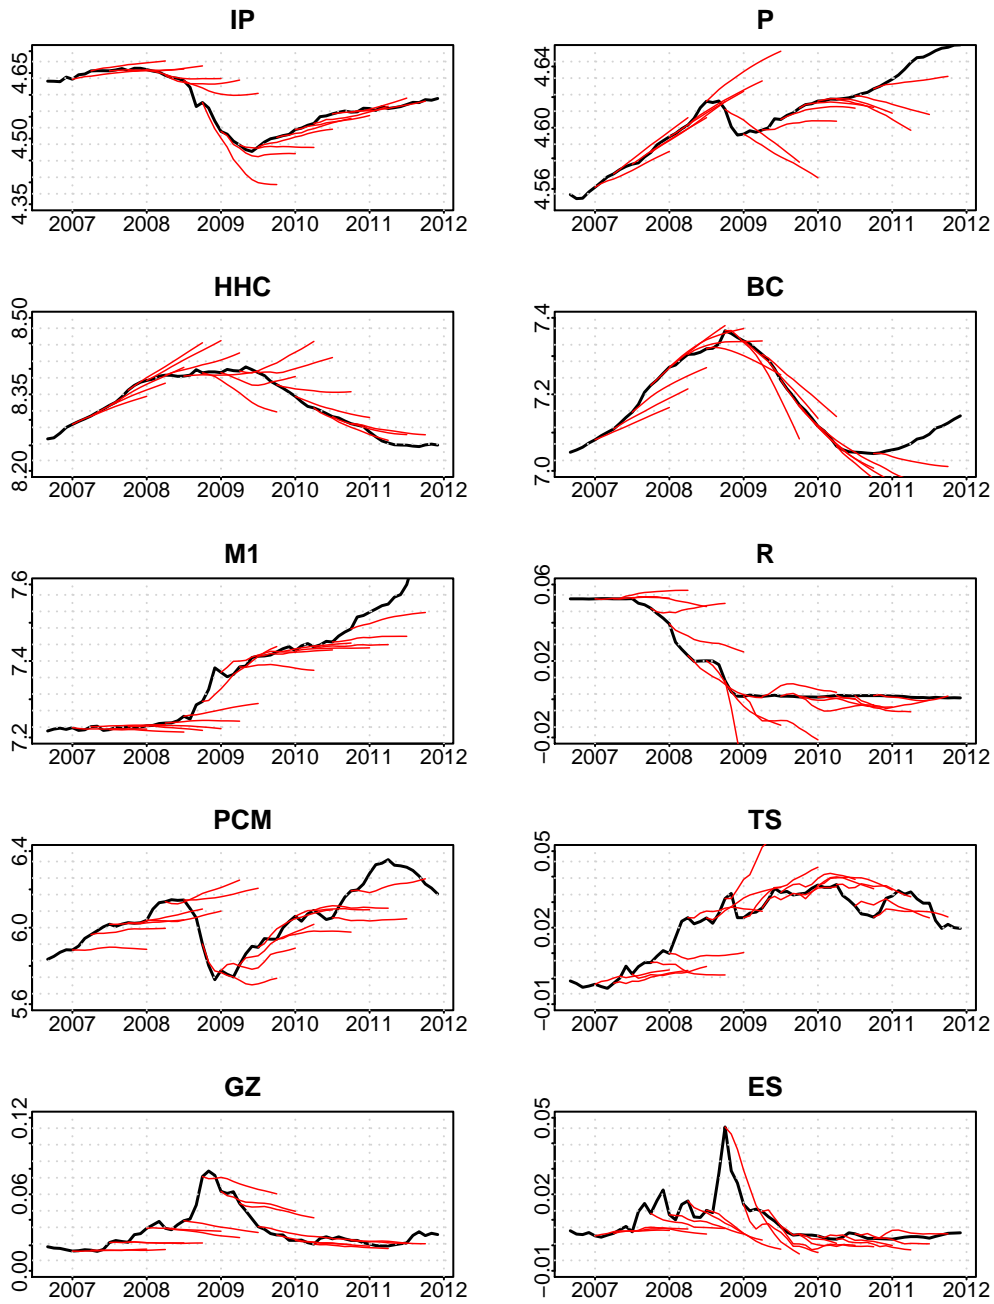 IP P
4.65 4.50 4.35 4.64 4.60 4.56
2007 2008 2009 2010 2011 2012 2007 2008 2009 2010 2011 2012
HHC BC
8.50 8.35 8.20 7.4 7.2 7.0
2007 2008 2009 2010 2011 2012 2007 2008 2009 2010 2011 2012
M1 R
7.6 7.4 7.2 0.06 0.02 −0.02
2007 2008 2009 2010 2011 2012 2007 2008 2009 2010 2011 2012
PCM TS
6.4 6.0 5.6 0.05 0.02 −0.01
2007 2008 2009 2010 2011 2012 2007 2008 2009 2010 2011 2012
GZ ES
0.12 0.06 0.00 0.05 0.02 −0.01
2007 2008 2009 2010 2011 2012 2007 2008 2009 2010 2011 2012